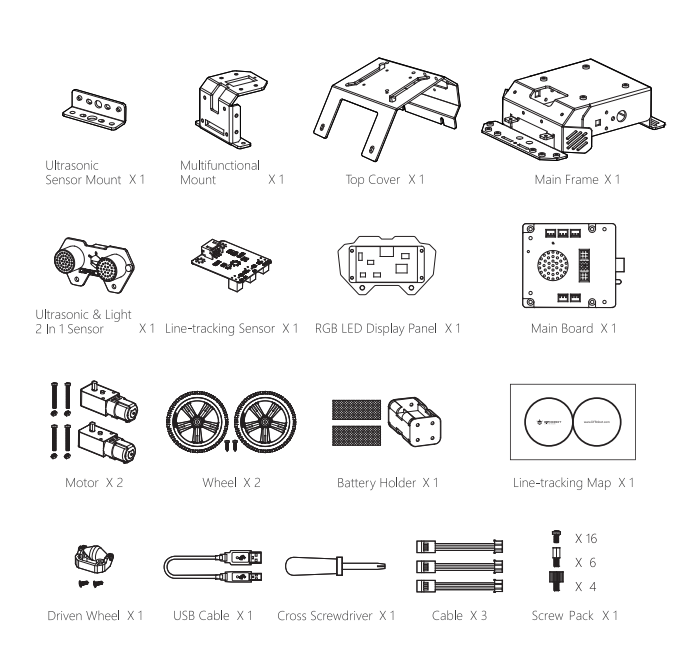 Ultrasonic
Sensor Mount X 1
Multifunctional
Mount X 1
Top Cover X 1
Main Frame X 1
Ultrasonic & Light
2 In 1 Sensor X 1
Line-tracking Sensor X 1
RGB LED Display Panel X 1
Main Board X 1
Motor X 2
Wheel X 2
Battery Holder X 1
Line-tracking Map X 1
Driven Wheel X 1
USB Cable X 1
Cross Screwdriver X 1
Cable X 3
X 16
X 6
X 4
Screw Pack X 1